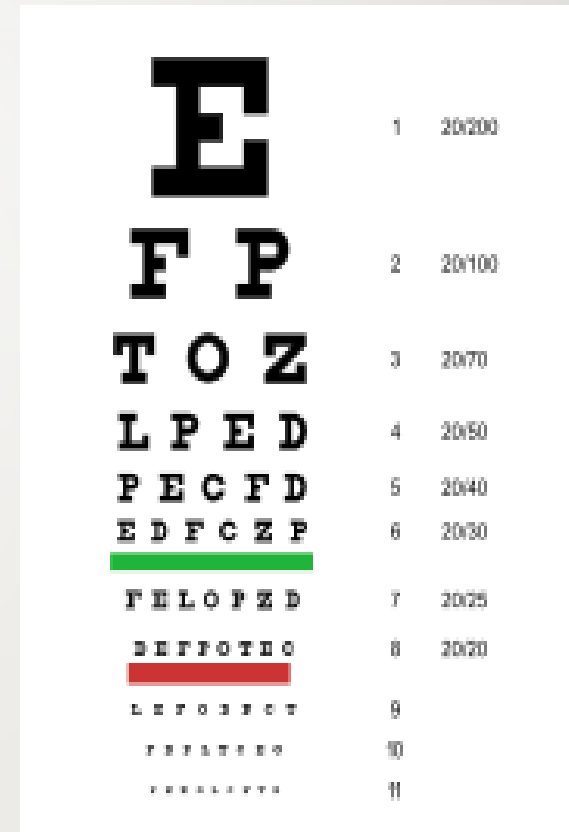 E 1 20/200
F P 2 20/100
T O Z 3 20/70
L P E D 4 20/50
P E C F D 5 20/40
E D F C Z P 6 20/30
F E L O P Z D 7 20/25
8 20/20
9
10
11